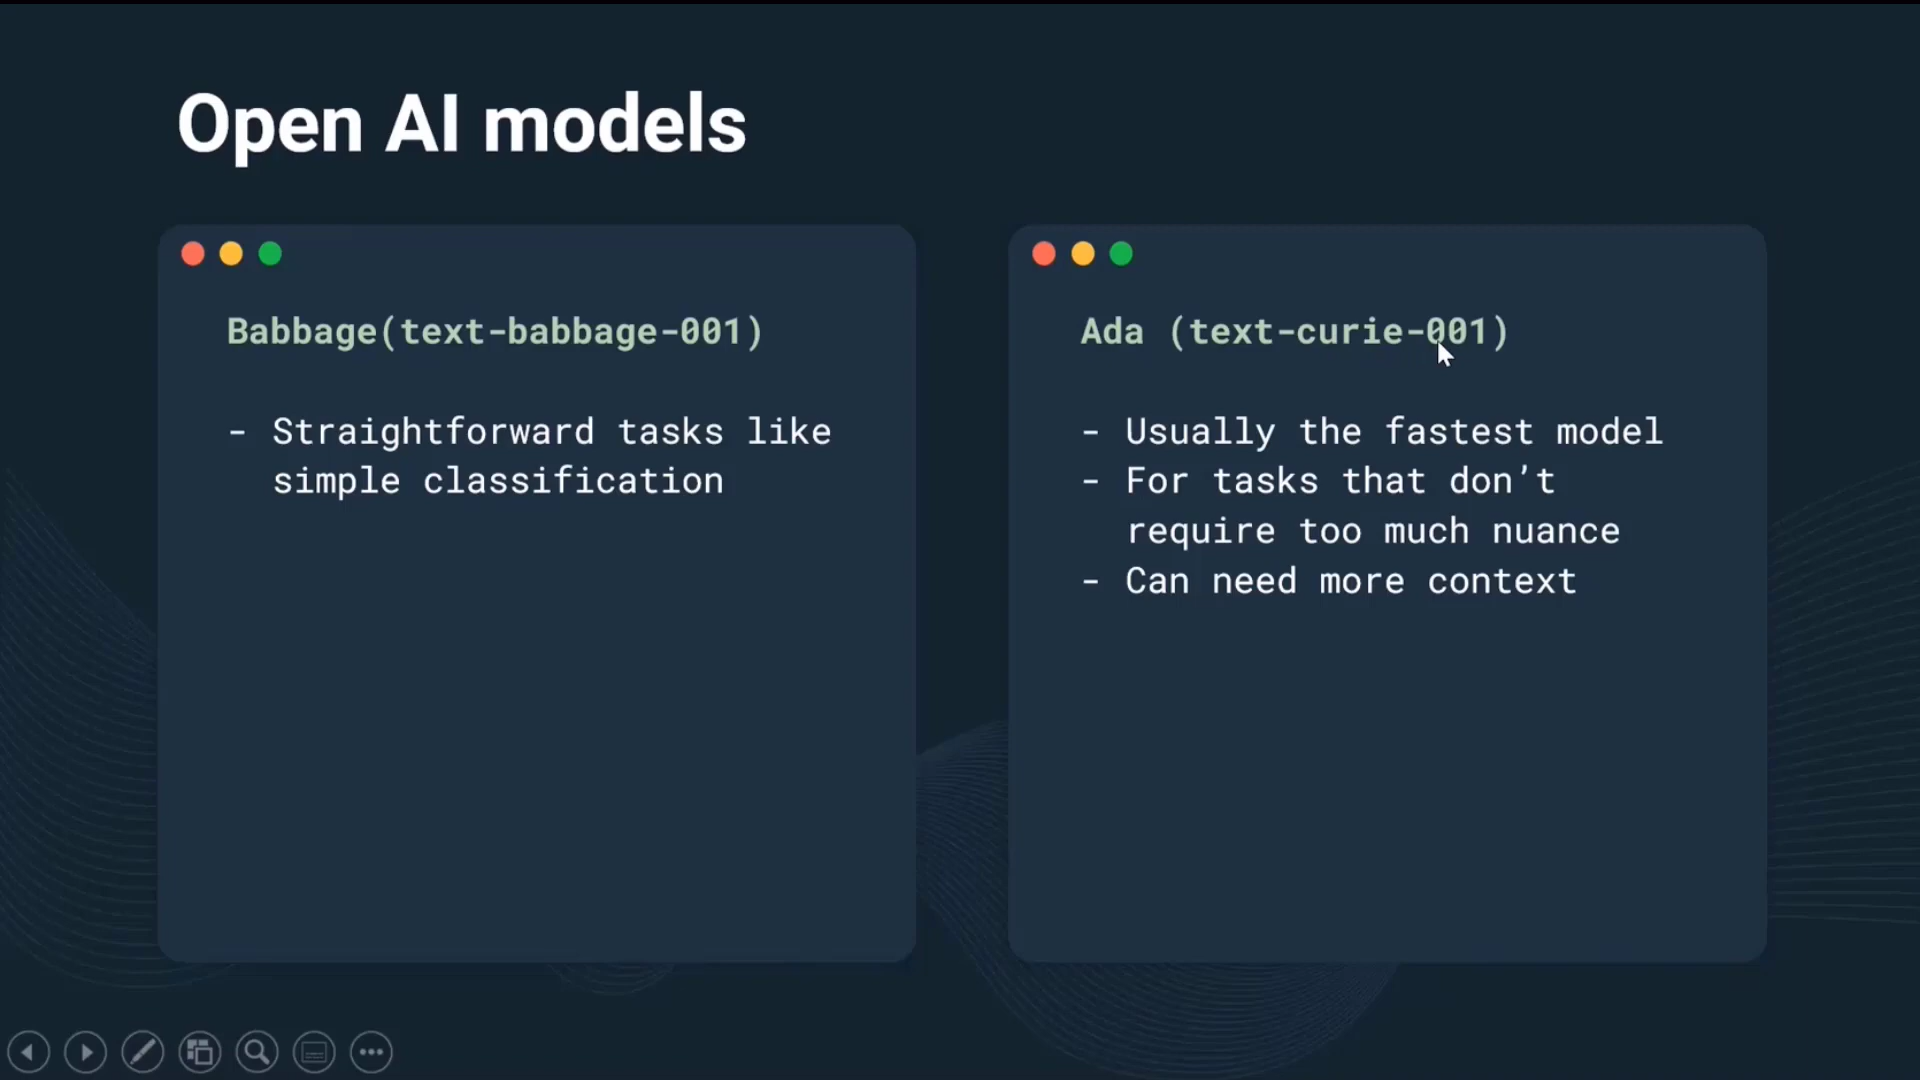 Open AI models
Babbage(text-babbage-001)
- Straightforward tasks like
simple classification
Ada (text-curie-001)
- Usually the fastest model
- For tasks that don’t
require too much nuance
- Can need more context